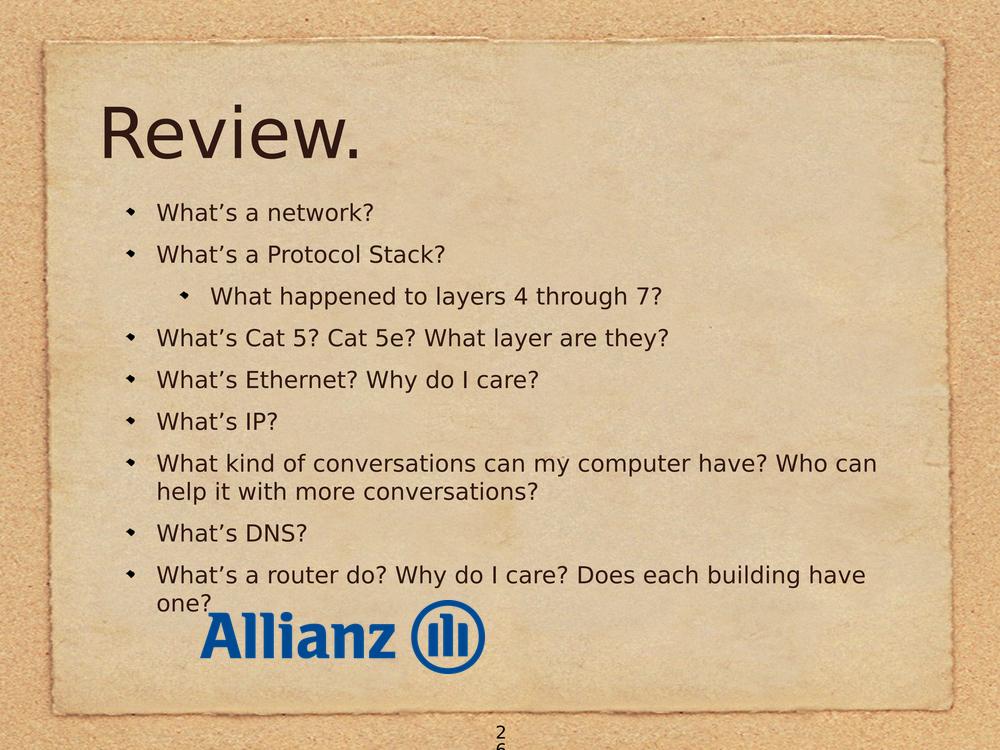 Review.
What’s a network?
What’s a Protocol Stack?
What happened to layers 4 through 7?
What’s Cat 5? Cat 5e? What layer are they?
What’s Ethernet? Why do I care?
What’s IP?
What kind of conversations can my computer have? Who can
help it with more conversations?
What’s DNS?
What’s a router do? Why do I care? Does each building have
one?
Allianz
2
6